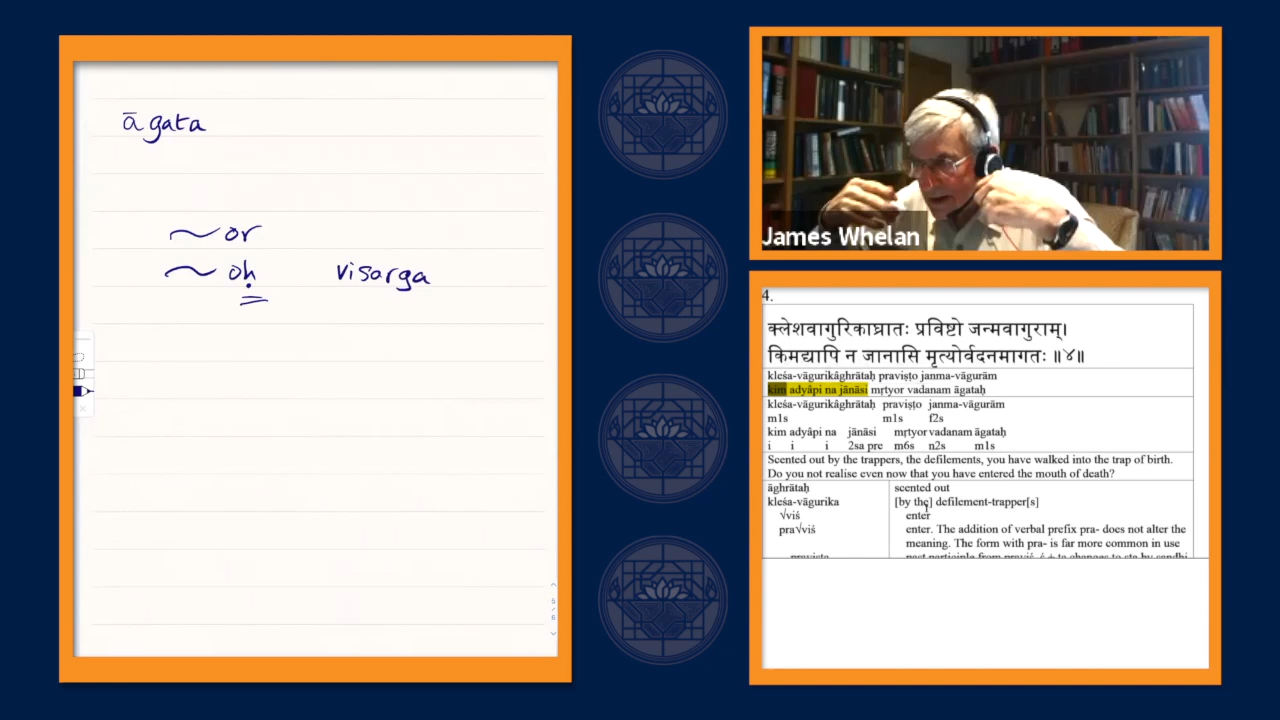 āgata
or
oḥ visarga
James Whelan
4.
क्लेशवागुरिकाघ्रातः प्रविष्टो जन्मवागुराम्।
किमद्यापि न जानासि मृत्योर्वदनमागतः ॥४॥
kleśa-vāgurikâghrātaḥ praviṣṭo janma-vāgurām
kim adyâpi na jānāsi mṛtyor vadanam āgataḥ
kleśa-vāgurikâghrātaḥ praviṣṭo janma-vāgurām
m1s m1s f2s
kim adyâpi na jānāsi mṛtyor vadanam āgataḥ
i i i 2sa pre m6s n2s m1s
Scented out by the trappers, the defilements, you have walked into the trap of birth.
Do you not realise even now that you have entered the mouth of death?
āghrātaḥ scented out
kleśa-vāgurika [by the] defilement-trapper[s]
√viś enter
pra√viś enter. The addition of verbal prefix pra- does not alter the
meaning. The form with pra- is far more common in use